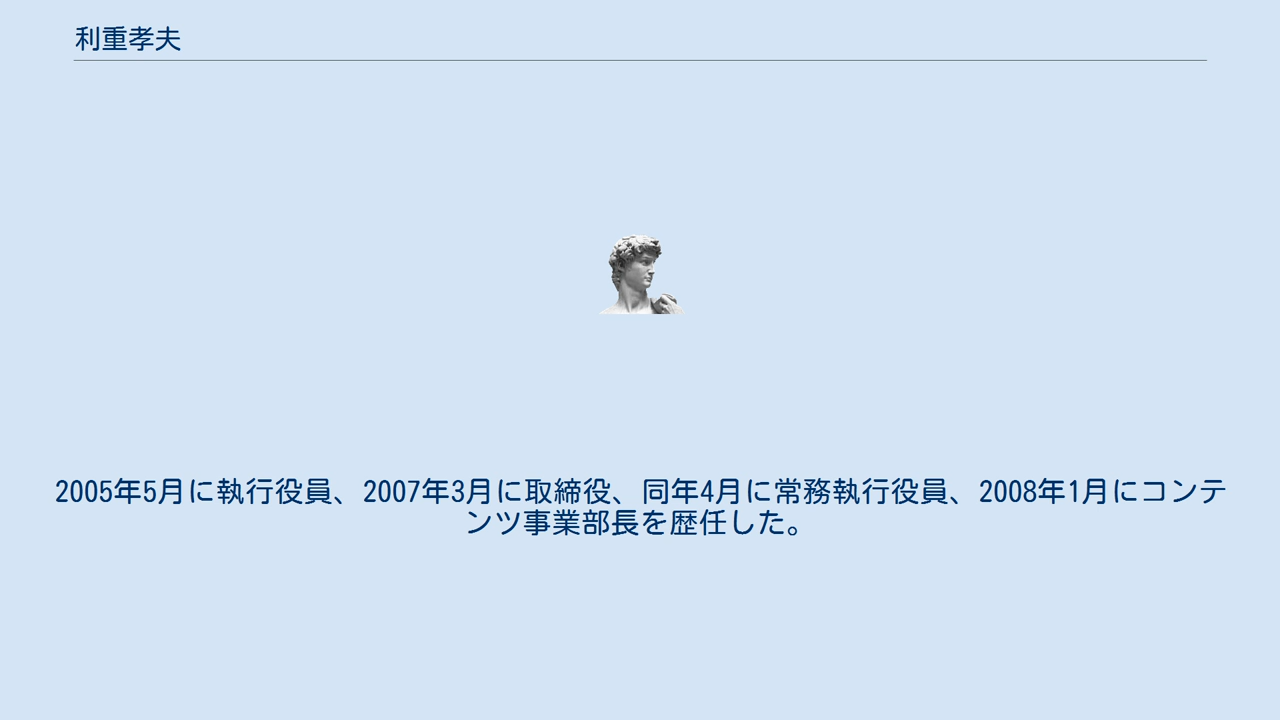 利重孝夫
2005年5月に執行役員、2007年3月に取締役、同年4月に常務執行役員、2008年1月にコンテ
ンツ事業部長を歴任した。